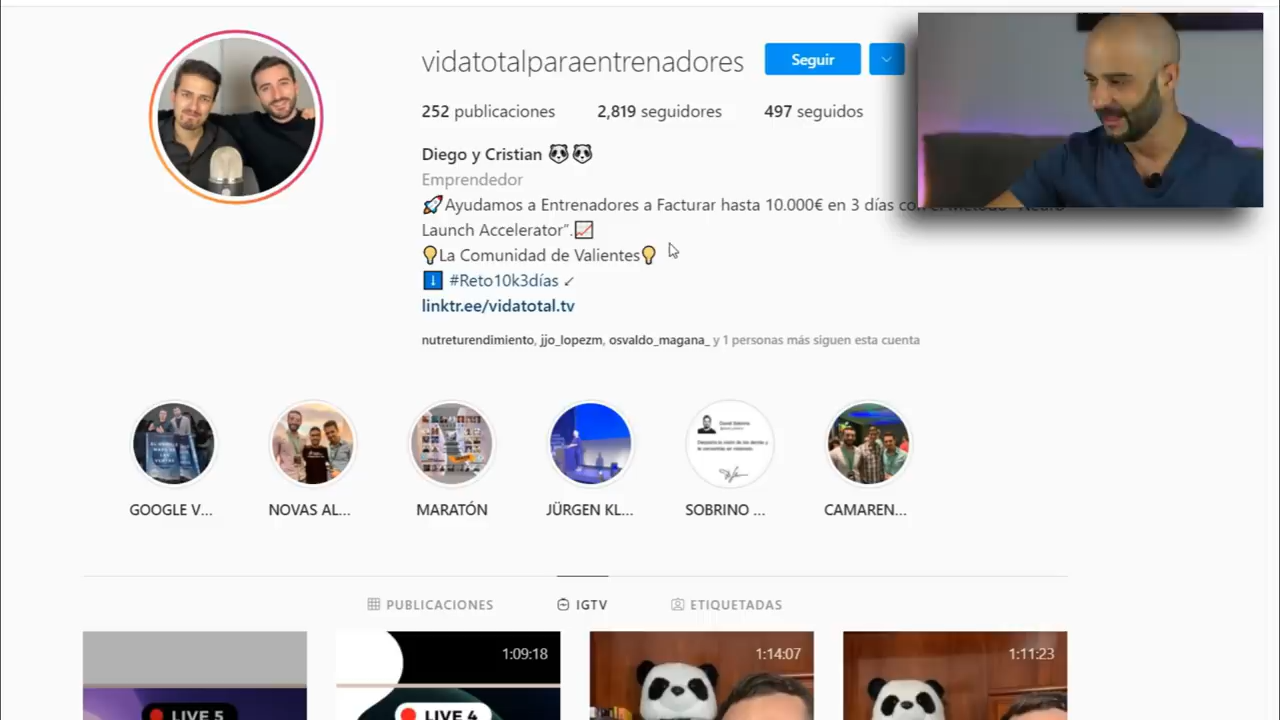 vidatotalparaentrenadores
Seguir
252 publicaciones
2,819 seguidores
497 seguidos
Diego y Cristian 🐼🐼
Emprendedor
🚀Ayudamos a Entrenadores a Facturar hasta 10.000€ en 3 días con el
Launch Accelerator”.📈
💡La Comunidad de Valientes💡
⬇️ #Reto10k3días ↙
linktr.ee/vidatotal.tv
nutreturendimiento, jjo_lopezm, osvaldo_magana_ y 1 personas más siguen esta cuenta
GOOGLE V...
NOVAS AL...
MARATÓN
JÜRGEN KL...
SOBRINO ...
CAMAREN...
PUBLICACIONES
IGTV
ETIQUETADAS
1:09:18
1:14:07
1:11:23
LIVE 5
LIVE 4